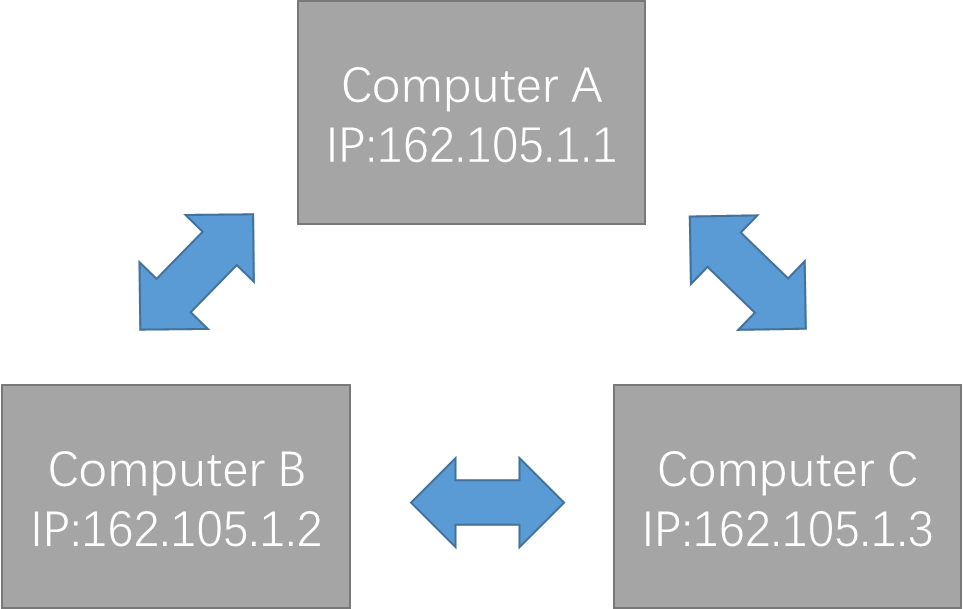 Computer A
IP:162.105.1.1
Computer B
IP:162.105.1.2
Computer C
IP:162.105.1.3